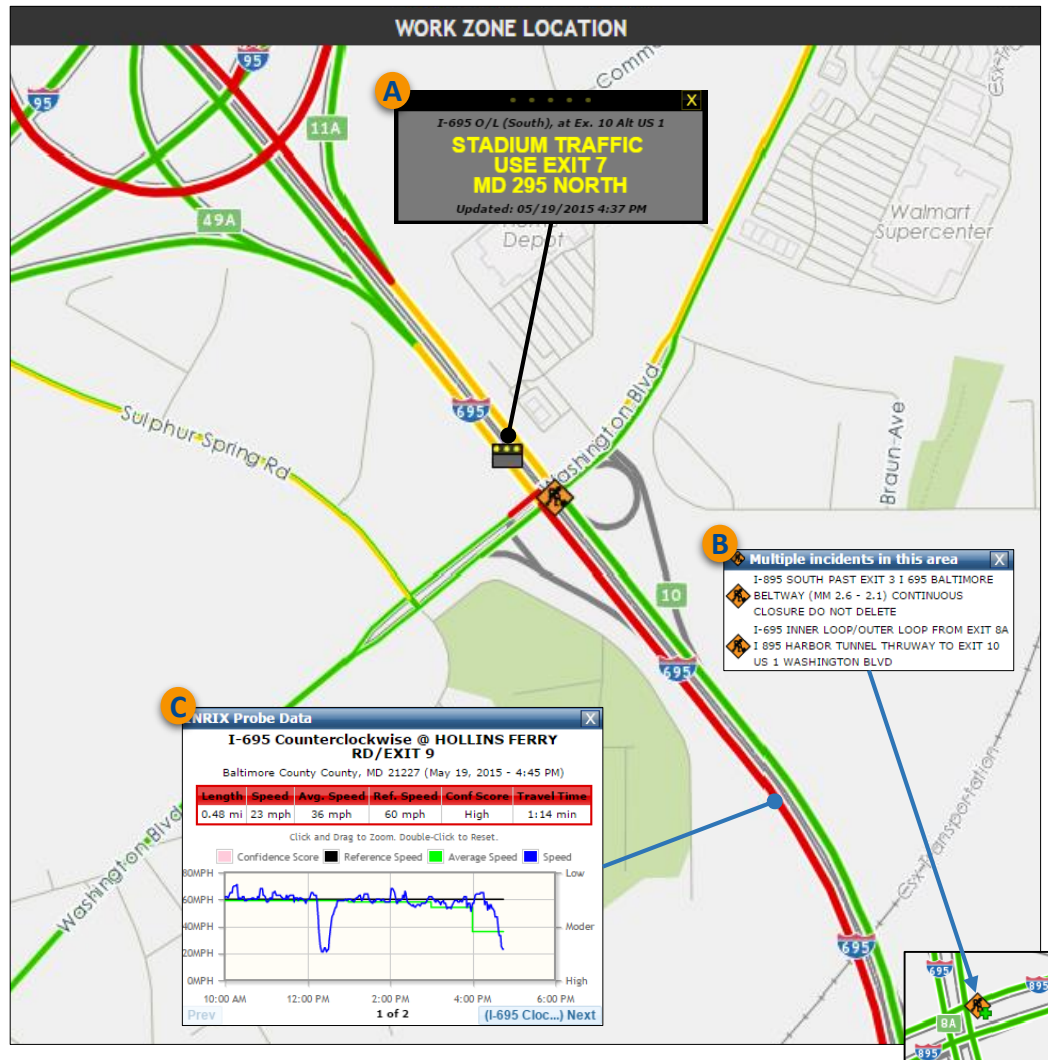 WORK ZONE LOCATION
95
95
11A
49A
A
X
I-695 O/L (South), at Ex. 10 Alt US 1
STADIUM TRAFFIC
USE EXIT 7
MD 295 NORTH
Updated: 05/19/2015 4:37 PM
Depot
Walmart
Supercenter
695
Sulphur Spring Rd
Washington Blvd
Braun-Ave
10
695
B
Multiple incidents in this area
X
I-895 SOUTH PAST EXIT 3 I 695 BALTIMORE
BELTWAY (MM 2.6 - 2.1) CONTINUOUS
CLOSURE DO NOT DELETE
I-695 INNER LOOP/OUTER LOOP FROM EXIT 8A
I 895 HARBOR TUNNEL THRUWAY TO EXIT 10
US 1 WASHINGTON BLVD
C
NRIX Probe Data
X
I-695 Counterclockwise @ HOLLINS FERRY
RD/EXIT 9
Baltimore County County, MD 21227 (May 19, 2015 - 4:45 PM)
Length Speed Avg. Speed Ref. Speed Conf Score Travel Time
0.48 mi 23 mph 36 mph 60 mph High 1:14 min
Click and Drag to Zoom. Double-Click to Reset.
Confidence Score Reference Speed Average Speed Speed
80MPH
60MPH
40MPH
20MPH
0MPH
Low
Moder
High
10:00 AM 12:00 PM 2:00 PM 4:00 PM 6:00 PM
Prev 1 of 2 (I-695 Cloc...) Next
Washington Blvd
Csx-Transportation
695
695
895
8A
895